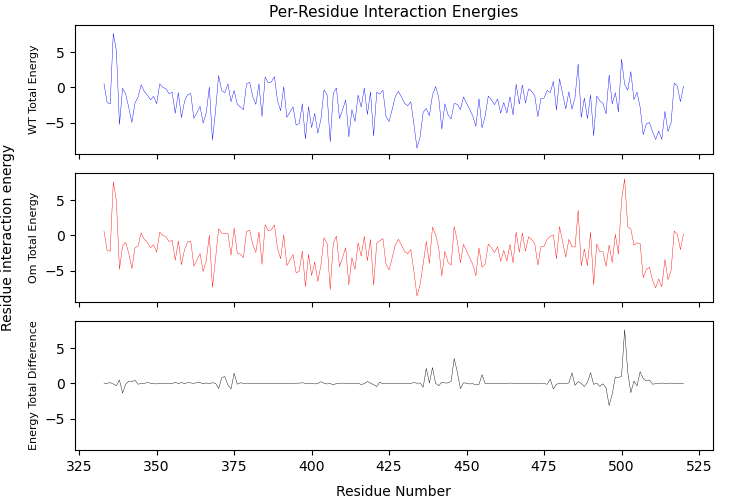 Per-Residue Interaction Energies
WT Total Energy
5
0
−5
Residue interaction energy
Om Total Energy
5
0
−5
Energy Total Difference
5
0
−5
325 350 375 400 425 450 475 500 525
Residue Number